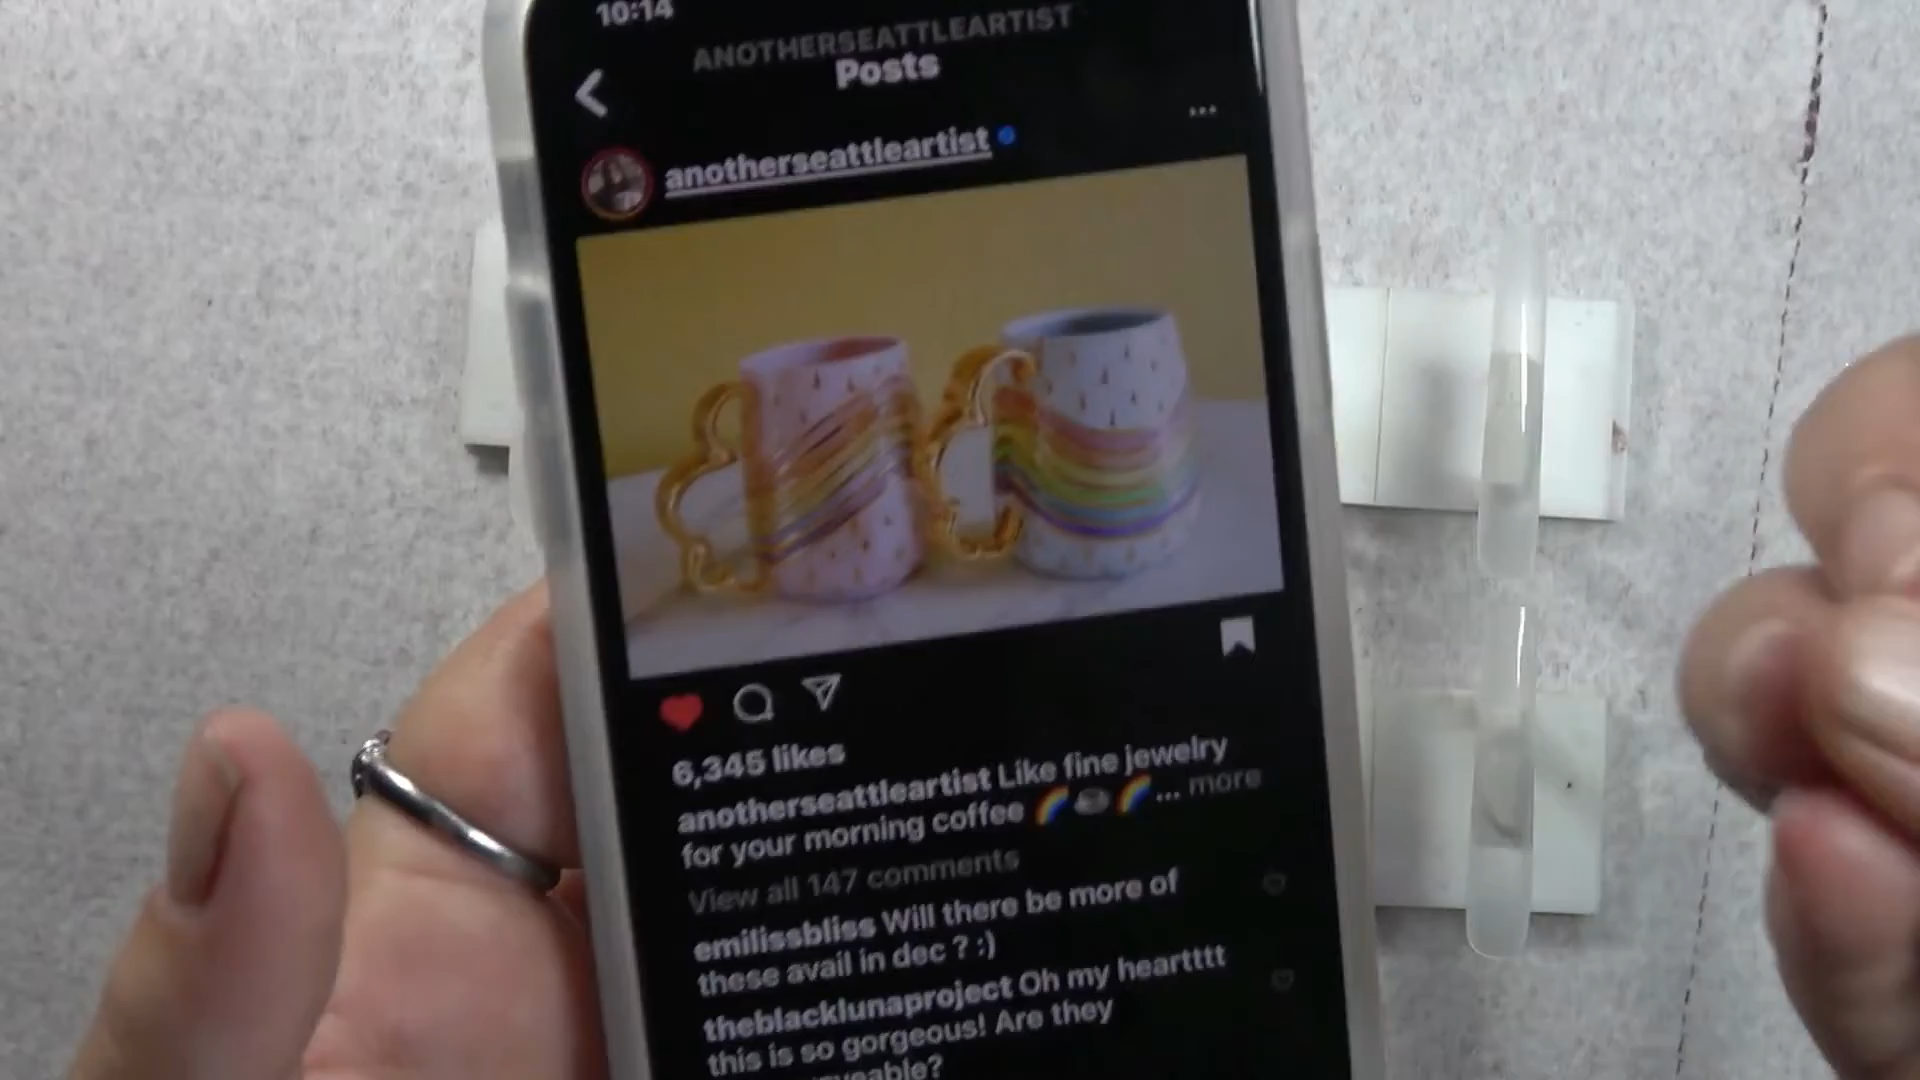 10:14
ANOTHERSEATTLEARTIST
Posts
anotherseattleartist
6,345 likes
anotherseattleartist Like fine jewelry
for your morning coffee 🌈☕🌈... more
View all 147 comments
emilissbliss Will there be more of
these avail in dec ? :)
theblacklunaproject Oh my heartttt
this is so gorgeous! Are they